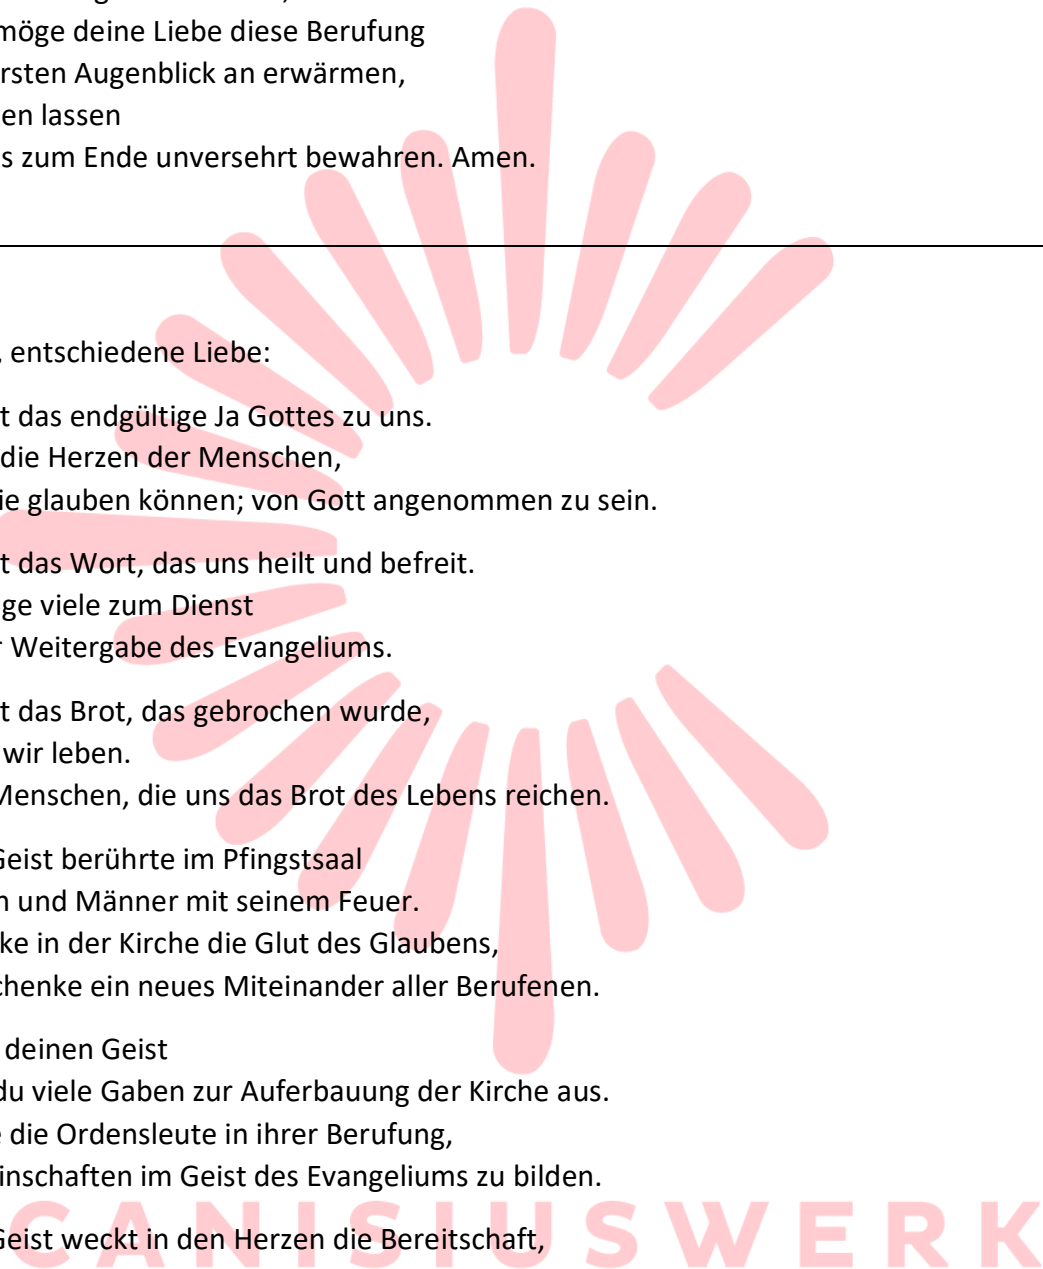 möge deine Liebe diese Berufung
rsten Augenblick an erwärmen,
en lassen
s zum Ende unversehrt bewahren. Amen.
, entschiedene Liebe:
t das endgültige Ja Gottes zu uns.
die Herzen der Menschen,
ie glauben können; von Gott angenommen zu sein.
t das Wort, das uns heilt und befreit.
ge viele zum Dienst
r Weitergabe des Evangeliums.
t das Brot, das gebrochen wurde,
wir leben.
Menschen, die uns das Brot des Lebens reichen.
Geist berührte im Pfingstsaal
n und Männer mit seinem Feuer.
ke in der Kirche die Glut des Glaubens,
chenke ein neues Miteinander aller Berufenen.
deinen Geist
du viele Gaben zur Auferbauung der Kirche aus.
e die Ordensleute in ihrer Berufung,
inschaften im Geist des Evangeliums zu bilden.
Geist weckt in den Herzen die Bereitschaft,
CANISIUSWERK